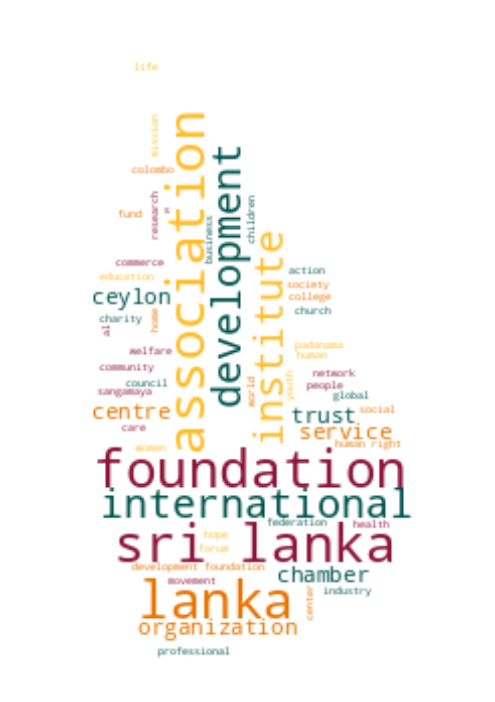 life
mission
association
colombo
development
research
fund
children
business
commerce
institute
action
education
society
ceylon
college
home
church
charity
al
padanama
welfare
human
community
network
youth
world
council
people
sangamaya
global
centre
social
trust
care
service
women
human right
foundation
international
federation
health
sri lanka
hope
forum
development foundation
chamber
movement
lanka
industry
center
organization
professional